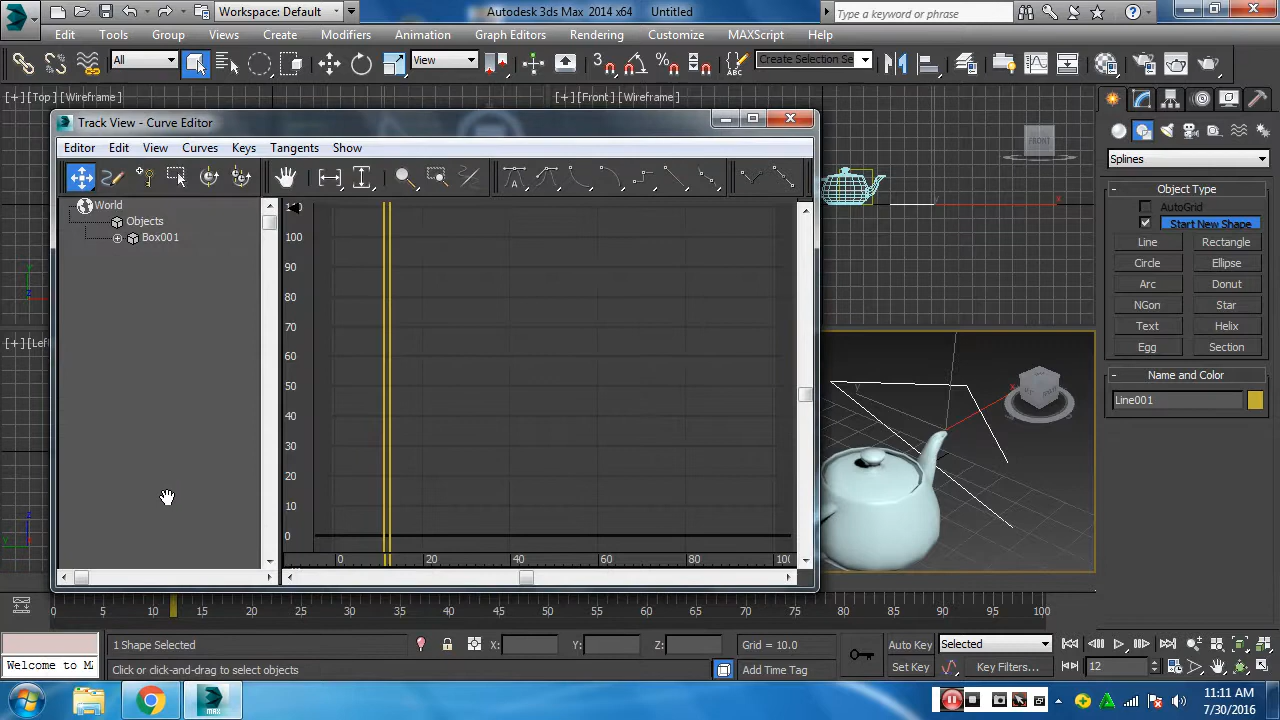 Workspace: Default
Autodesk 3ds Max 2014 x64 Untitled
Type a keyword or phrase
Edit Tools Group Views Create Modifiers Animation Graph Editors Rendering Customize MAXScript Help
All
View
Create Selection Se
[+] [Top] [Wireframe]
[+] [Front] [Wireframe]
FRONT
Track View - Curve Editor
Editor Edit View Curves Keys Tangents Show
World
Objects
Box001
100
90
80
70
60
50
40
30
20
10
0
0 20 40 60 80 100
Splines
Object Type
AutoGrid
Start New Shape
Line Rectangle
Circle Ellipse
Arc Donut
NGon Star
Text Helix
Egg Section
Name and Color
Line001
[+] [Left
0 5 10 15 20 25 30 35 40 45 50 55 60 65 70 75 80 85 90 95 100
1 Shape Selected
X: Y: Z:
Grid = 10.0
Auto Key
Selected
Welcome to M
Click or click-and-drag to select objects
Add Time Tag
Set Key
Key Filters...
12
MAX
11:11 AM
7/30/2016